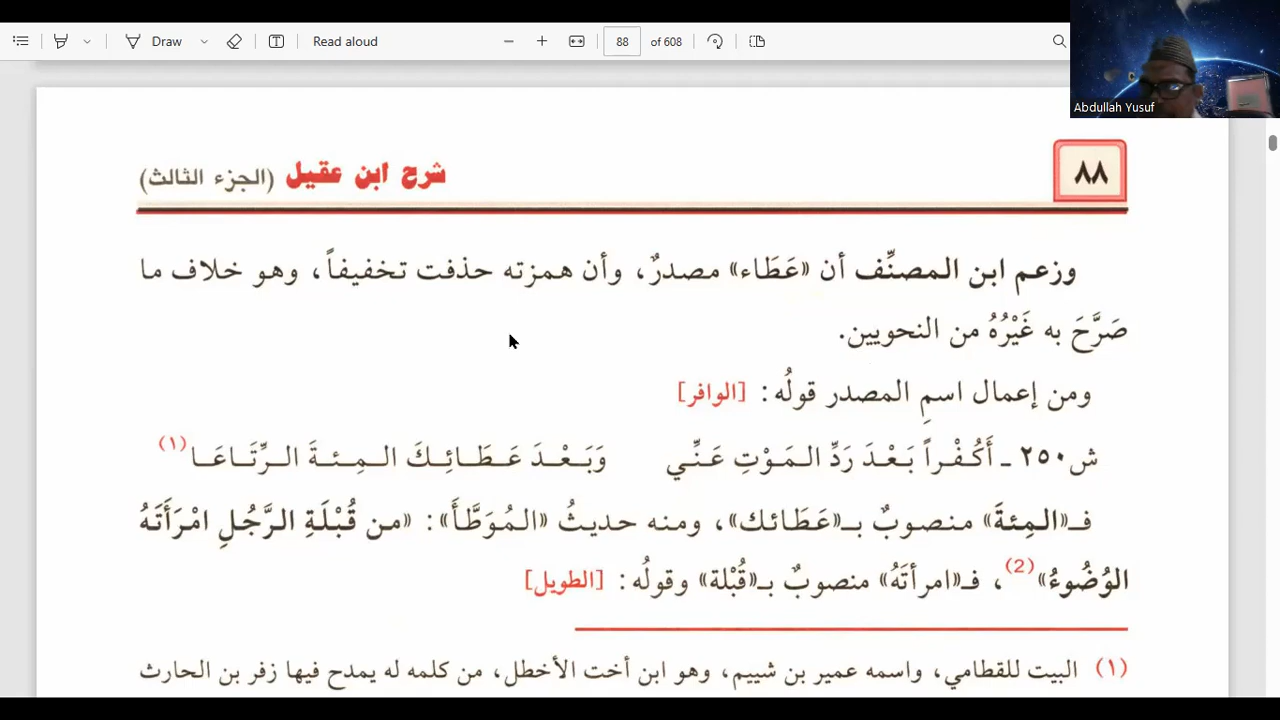 Draw
Read aloud
88
of 608
Abdullah Yusuf
٨٨
شرح ابن عقيل (الجزء الثالث)
وزعم ابن المصنِّف أن «عَطَاء» مصدرٌ، وأن همزته حذفت تخفيفاً، وهو خلاف ما
صَرَّحَ به غَيْرُهُ من النحويين.
ومن إعمال اسمِ المصدر قولُه: [الوافر]
ش٢٥٠ ـ أَكُفْراً بَعْدَ رَدِّ المَوْتِ عَنِّي وَبَعْدَ عَطَائِكَ المِئةَ الرِّتَاعَا (١)
فـ«المِئةَ» منصوبٌ بـ«عَطَائك»، ومنه حديثُ «المُوَطَّأَ»: «من قُبْلَةِ الرَّجُلِ امْرَأَتَهُ
الوُضُوءُ» (2)، فـ«امرأتَهُ» منصوبٌ بـ«قُبْلة» وقولُه: [الطويل]
(١) البيت للقطامي، واسمه عمير بن شييم، وهو ابن أخت الأخطل، من كلمه له يمدح فيها زفر بن الحارث